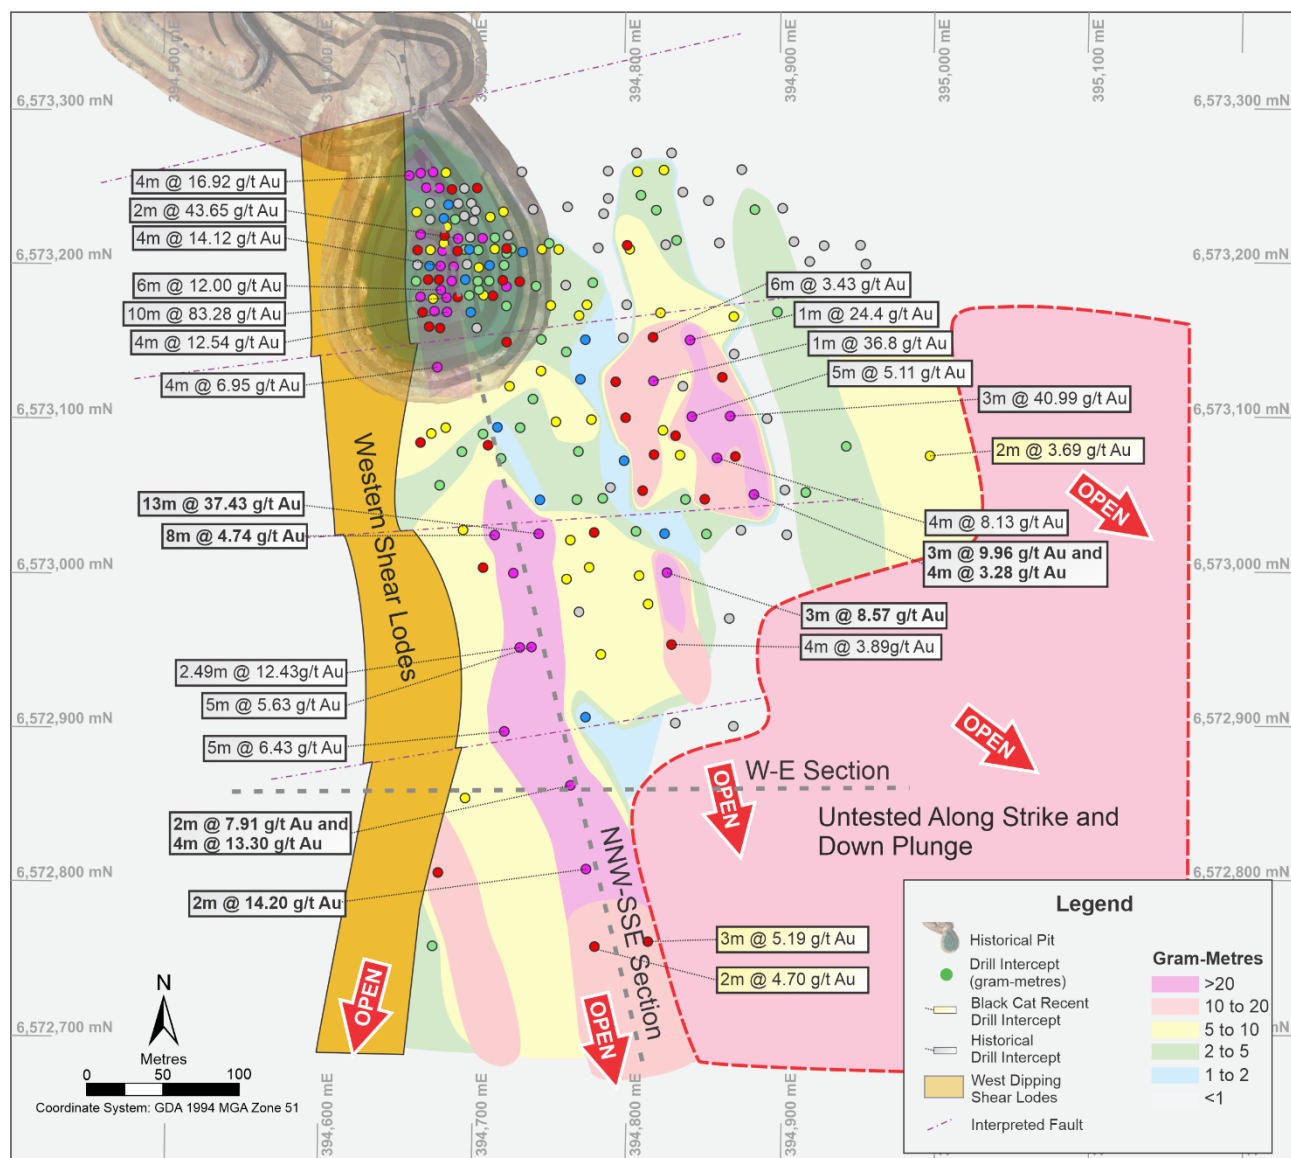 394,500 mE
394,800 mE
394,900 mE
395,000 mE
395,100 mE
6,573,300 mN
6,573,300 mN
4m @ 16.92 g/t Au
2m @ 43.65 g/t Au
4m @ 14.12 g/t Au
6,573,200 mN
6,573,200 mN
6m @ 12.00 g/t Au
6m @ 3.43 g/t Au
10m @ 83.28 g/t Au
1m @ 24.4 g/t Au
4m @ 12.54 g/t Au
1m @ 36.8 g/t Au
4m @ 6.95 g/t Au
5m @ 5.11 g/t Au
3m @ 40.99 g/t Au
6,573,100 mN
6,573,100 mN
2m @ 3.69 g/t Au
Western Shear Lodes
13m @ 37.43 g/t Au
OPEN
8m @ 4.74 g/t Au
4m @ 8.13 g/t Au
3m @ 9.96 g/t Au and
4m @ 3.28 g/t Au
6,573,000 mN
6,573,000 mN
3m @ 8.57 g/t Au
4m @ 3.89g/t Au
2.49m @ 12.43g/t Au
5m @ 5.63 g/t Au
6,572,900 mN
6,572,900 mN
5m @ 6.43 g/t Au
OPEN
W-E Section
OPEN
2m @ 7.91 g/t Au and
4m @ 13.30 g/t Au
Untested Along Strike and
Down Plunge
6,572,800 mN
6,572,800 mN
2m @ 14.20 g/t Au
NNW-SSE Section
3m @ 5.19 g/t Au
2m @ 4.70 g/t Au
OPEN
OPEN
6,572,700 mN
N
Metres
0 50 100
Coordinate System: GDA 1994 MGA Zone 51
394,600 mE
394,700 mE
394,800 mE
394,900 mE
Legend
Historical Pit
Drill Intercept
(gram-metres)
Black Cat Recent
Drill Intercept
Historical
Drill Intercept
West Dipping
Shear Lodes
Interpreted Fault
Gram-Metres
>20
10 to 20
5 to 10
2 to 5
1 to 2
<1